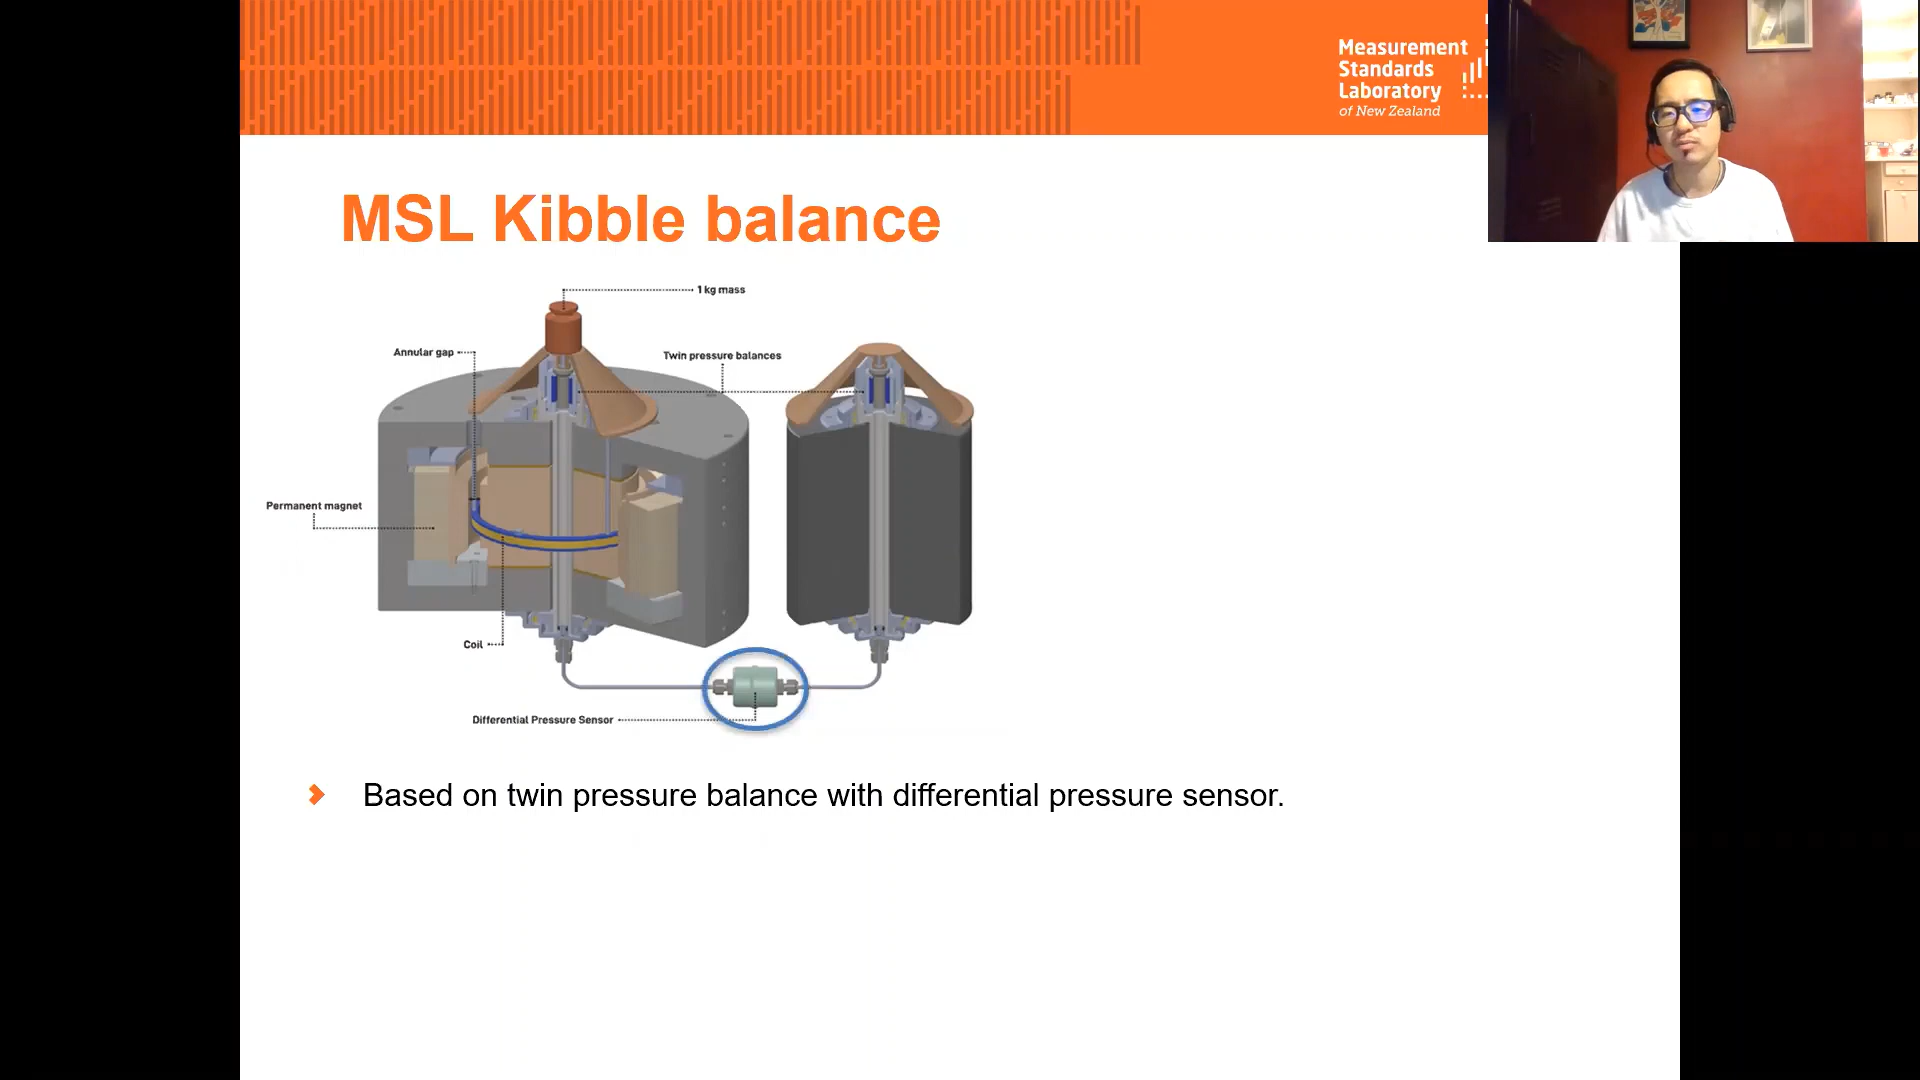 Measurement
Standards
Laboratory
of New Zealand
MSL Kibble balance
1 kg mass
Annular gap
Twin pressure balances
Permanent magnet
Coil
Differential Pressure Sensor
Based on twin pressure balance with differential pressure sensor.